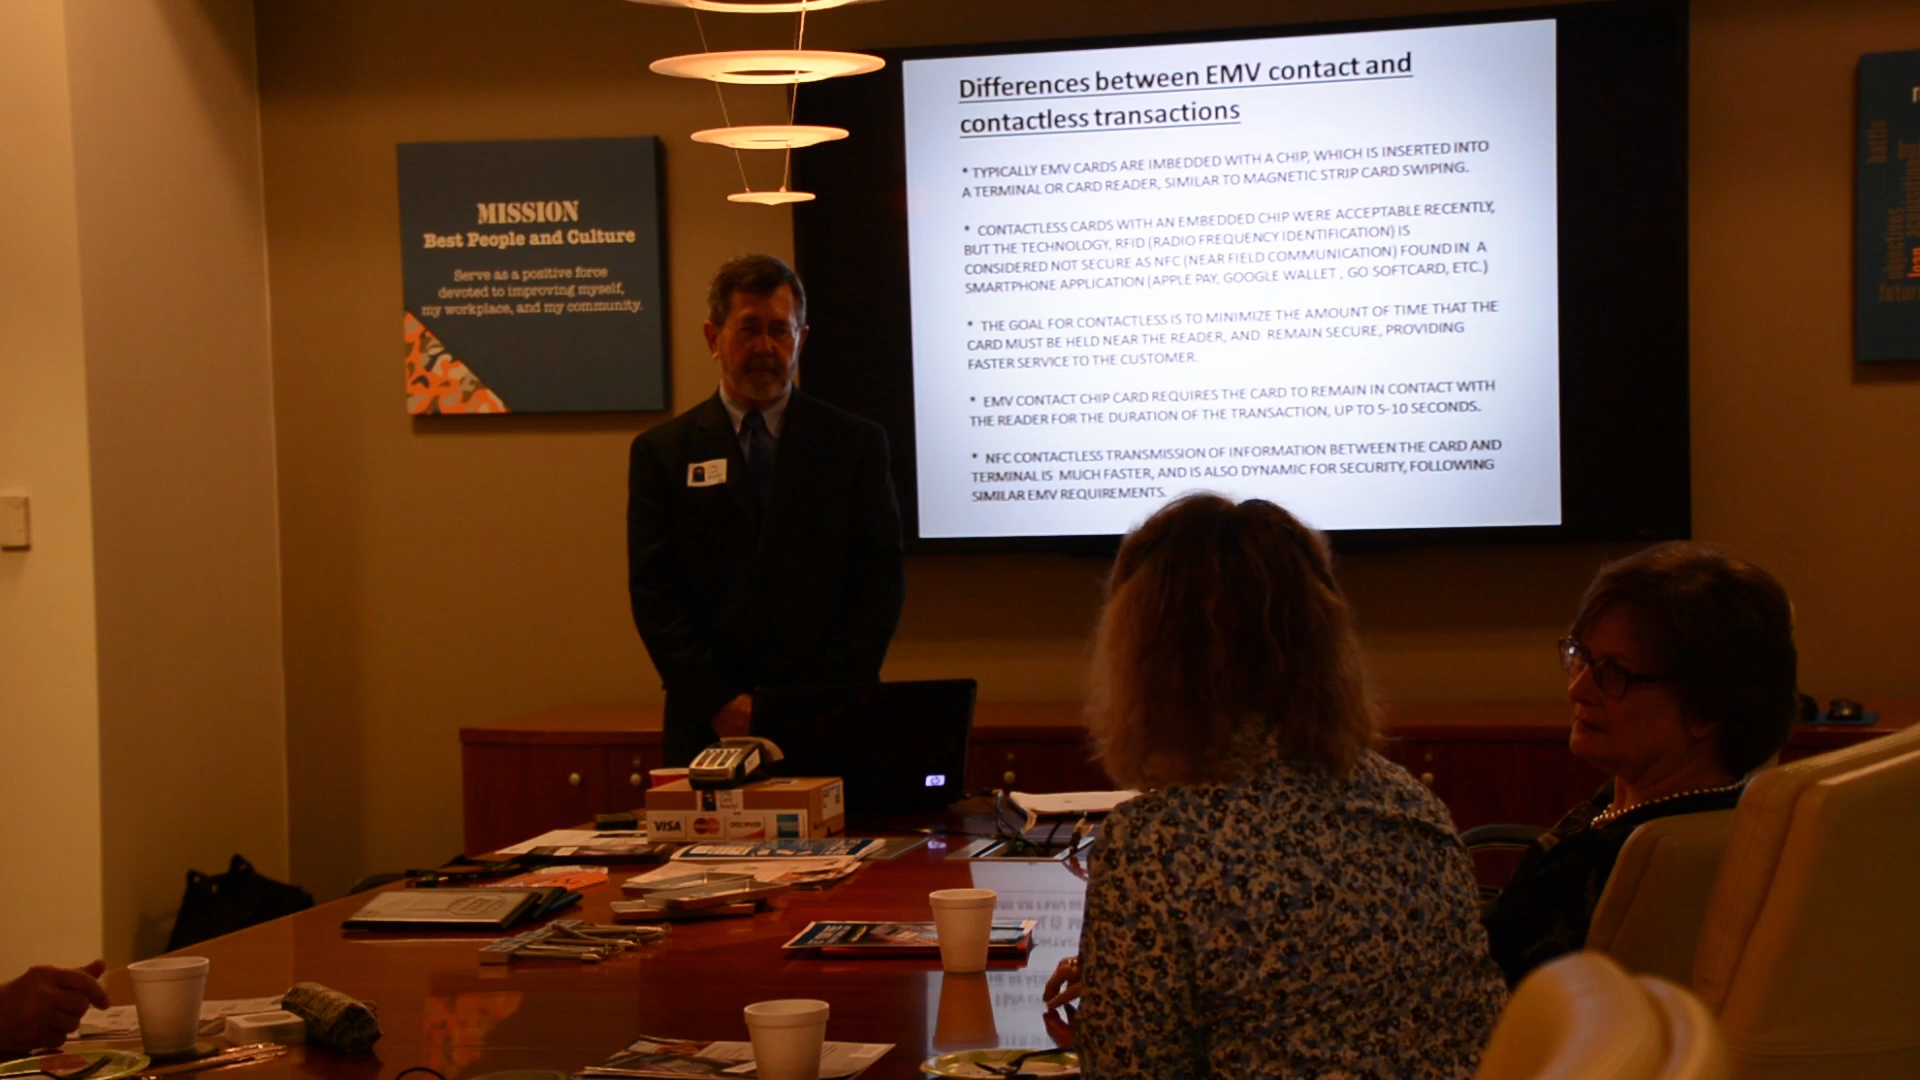 MISSION
Best People and Culture
Serve as a positive force
devoted to improving myself,
my workplace, and my community.
Differences between EMV contact and
contactless transactions
* TYPICALLY EMV CARDS ARE IMBEDDED WITH A CHIP, WHICH IS INSERTED INTO
A TERMINAL OR CARD READER, SIMILAR TO MAGNETIC STRIP CARD SWIPING.
* CONTACTLESS CARDS WITH AN EMBEDDED CHIP WERE ACCEPTABLE RECENTLY,
BUT THE TECHNOLOGY, RFID (RADIO FREQUENCY IDENTIFICATION) IS
CONSIDERED NOT SECURE AS NFC (NEAR FIELD COMMUNICATION) FOUND IN A
SMARTPHONE APPLICATION (APPLE PAY, GOOGLE WALLET , GO SOFTCARD, ETC.)
* THE GOAL FOR CONTACTLESS IS TO MINIMIZE THE AMOUNT OF TIME THAT THE
CARD MUST BE HELD NEAR THE READER, AND REMAIN SECURE, PROVIDING
FASTER SERVICE TO THE CUSTOMER.
* EMV CONTACT CHIP CARD REQUIRES THE CARD TO REMAIN IN CONTACT WITH
THE READER FOR THE DURATION OF THE TRANSACTION, UP TO 5-10 SECONDS.
* NFC CONTACTLESS TRANSMISSION OF INFORMATION BETWEEN THE CARD AND
TERMINAL IS MUCH FASTER, AND IS ALSO DYNAMIC FOR SECURITY, FOLLOWING
SIMILAR EMV REQUIREMENTS.
battle
objectives
future
hp
VISA
DISCOVER